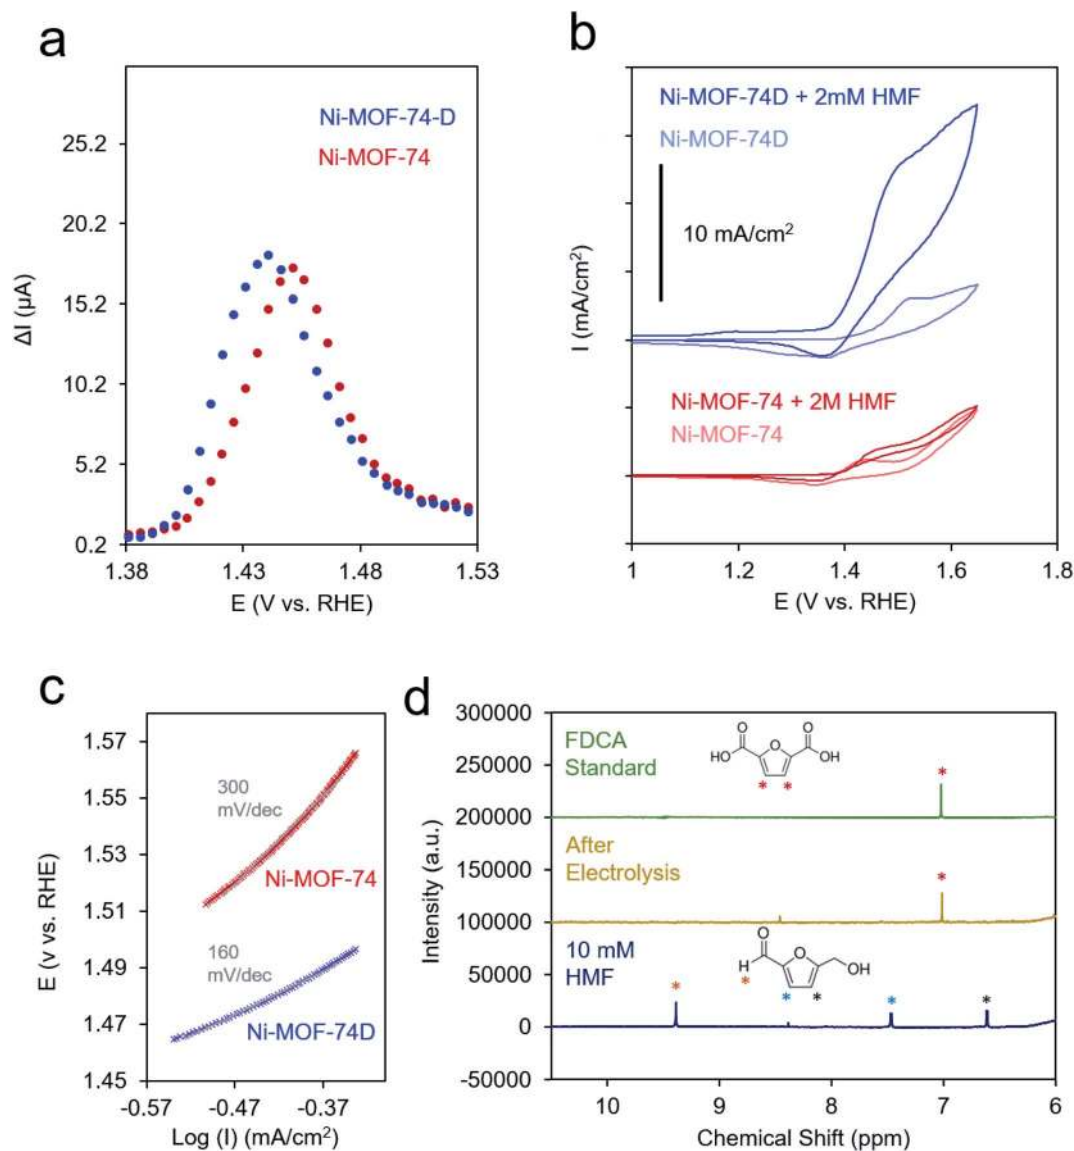 a
Ni-MOF-74-D
Ni-MOF-74
25.2
20.2
15.2
10.2
5.2
0.2
ΔI (μA)
1.38
1.43
1.48
1.53
E (V vs. RHE)
b
Ni-MOF-74D + 2mM HMF
Ni-MOF-74D
10 mA/cm²
I (mA/cm²)
Ni-MOF-74 + 2M HMF
Ni-MOF-74
1
1.2
1.4
1.6
1.8
E (V vs. RHE)
c
1.57
1.55
1.53
1.51
1.49
1.47
1.45
E (v vs. RHE)
300
mV/dec
Ni-MOF-74
160
mV/dec
Ni-MOF-74D
-0.57
-0.47
-0.37
Log (I) (mA/cm²)
d
300000
250000
200000
150000
100000
50000
0
-50000
Intensity (a.u.)
FDCA
Standard
O
O
O
HO
OH
* *
*
After
Electrolysis
*
10 mM
HMF
O
O
H
OH
* * *
* * *
10
9
8
7
6
Chemical Shift (ppm)